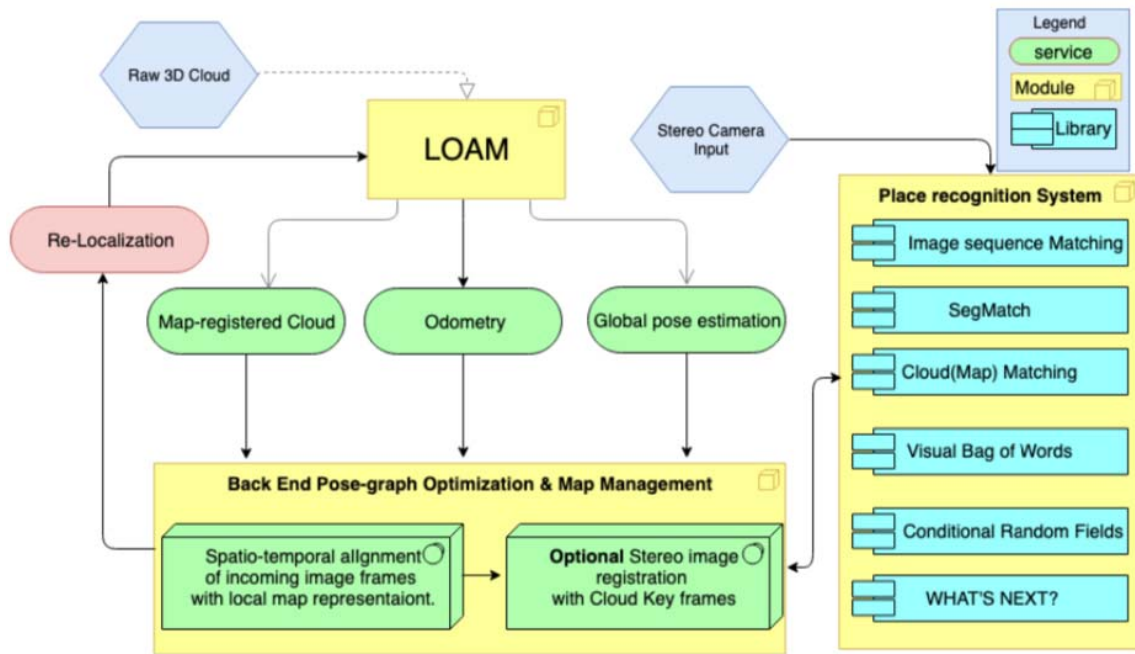 Legend
service
Module
Library
Raw 3D Cloud
LOAM
Stereo Camera
Input
Re-Localization
Map-registered Cloud
Odometry
Global pose estimation
Place recognition System
Image sequence Matching
SegMatch
Cloud(Map) Matching
Visual Bag of Words
Conditional Random Fields
WHAT'S NEXT?
Back End Pose-graph Optimization & Map Management
Spatio-temporal allgnment
of incoming image frames
with local map representaiont.
Optional Stereo image
registration
with Cloud Key frames